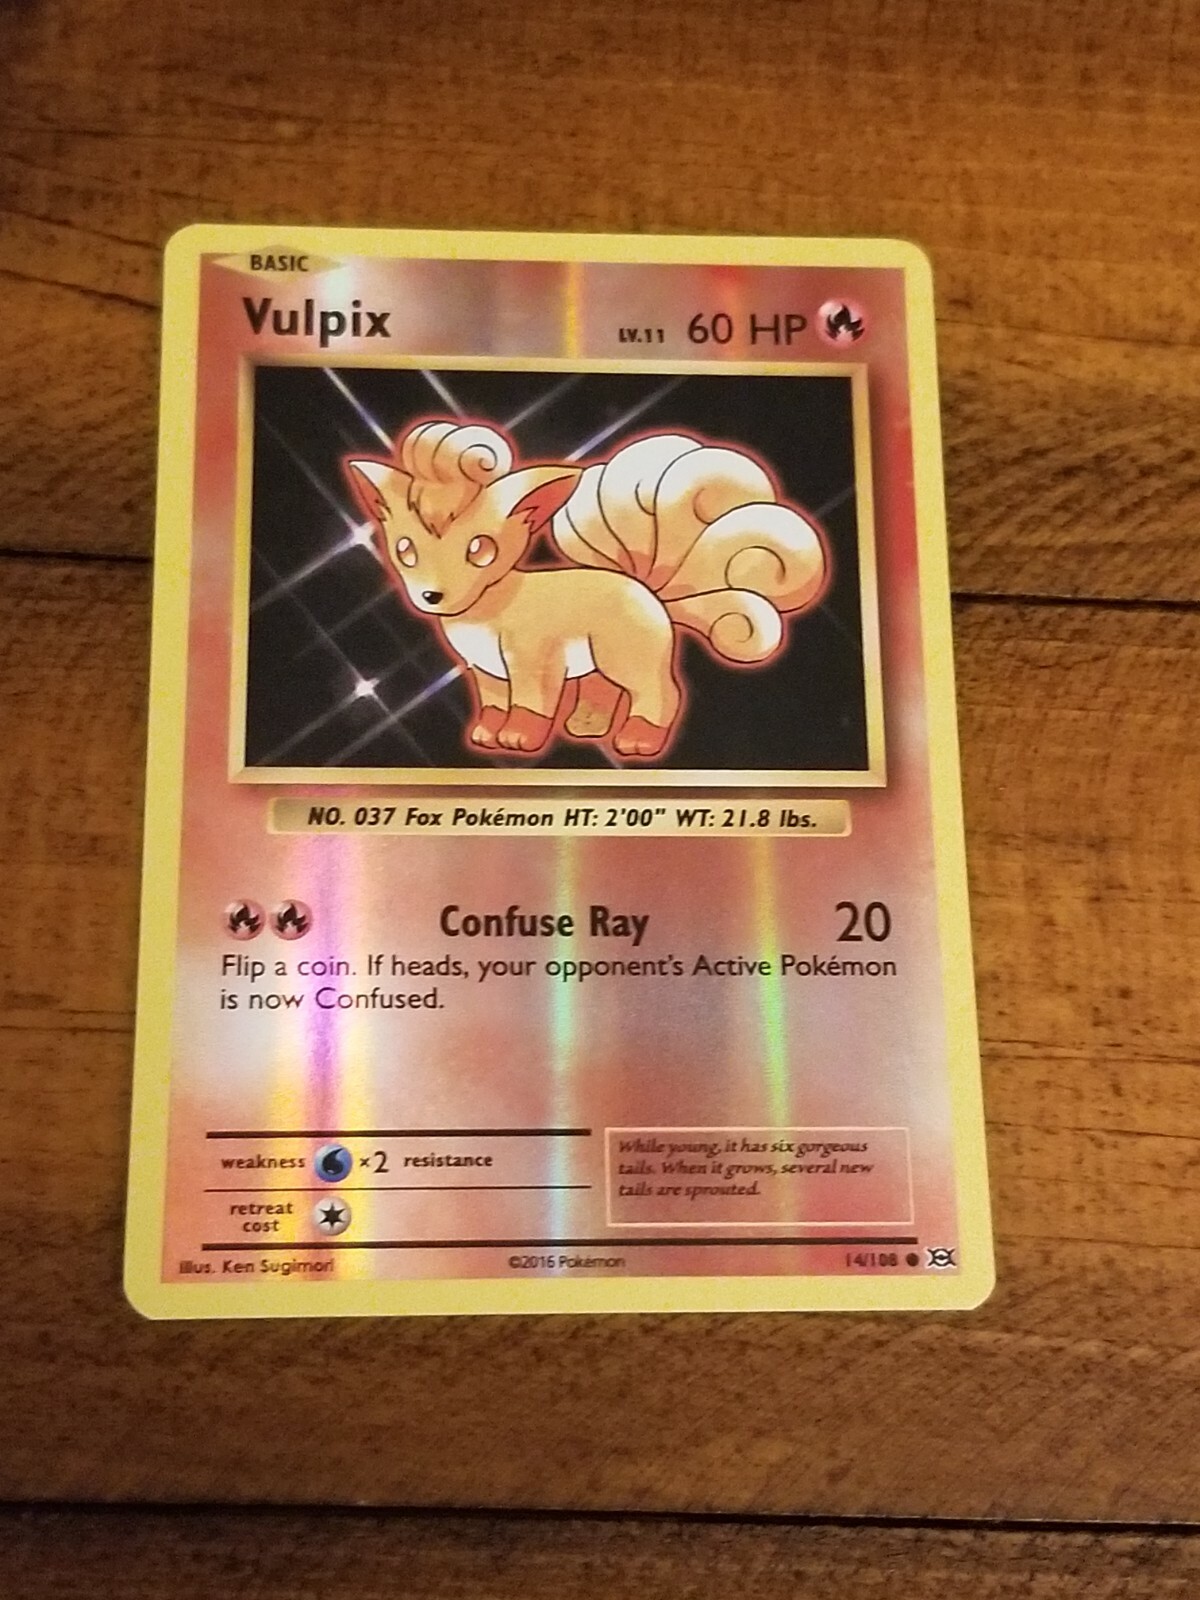 BASIC
Vulpix LV.11 60 HP
NO. 037 Fox Pokémon HT: 2'00" WT: 21.8 lbs.
Confuse Ray 20
Flip a coin. If heads, your opponent's Active Pokémon
is now Confused.
weakness ×2 resistance
retreat
cost
While young, it has six gorgeous
tails. When it grows, several new
tails are sprouted.
Illus. Ken Sugimori ©2016 Pokémon 14/108